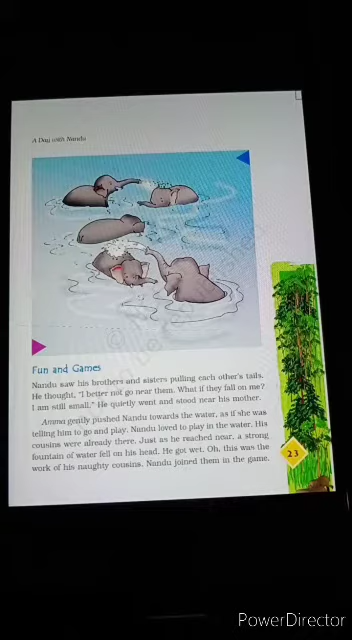 A Day with Nandu
Fun and Games
Nandu saw his brothers and sisters pulling each other's tails.
He thought, "I better not go near them. What if they fall on me?
I am still small." He quietly went and stood near his mother.
Amma gently pushed Nandu towards the water, as if she was
telling him to go and play. Nandu loved to play in the water. His
cousins were already there. Just as he reached near, a strong
fountain of water fell on his head. He got wet. Oh, this was the
work of his naughty cousins. Nandu joined them in the game.
23
PowerDirector